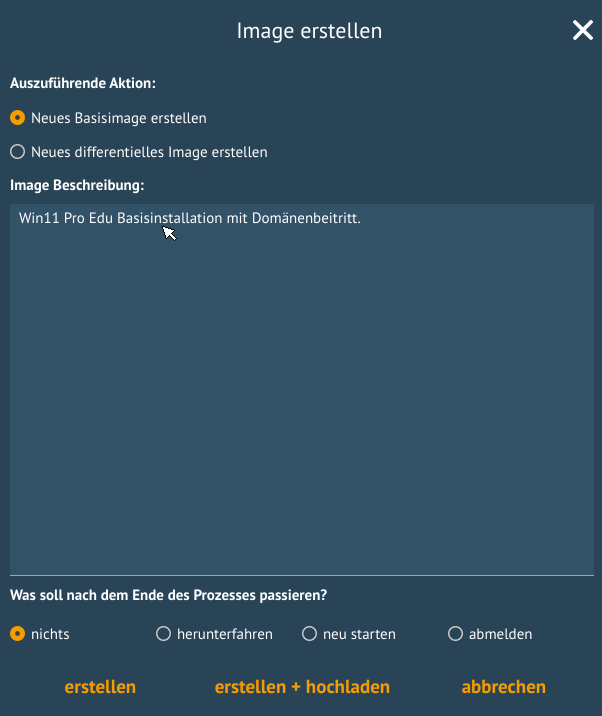 Image erstellen
Auszuführende Aktion:
Neues Basisimage erstellen
Neues differentielles Image erstellen
Image Beschreibung:
Win11 Pro Edu Basisinstallation mit Domänenbeitritt.
Was soll nach dem Ende des Prozesses passieren?
nichts herunterfahren neu starten abmelden
erstellen erstellen + hochladen abbrechen